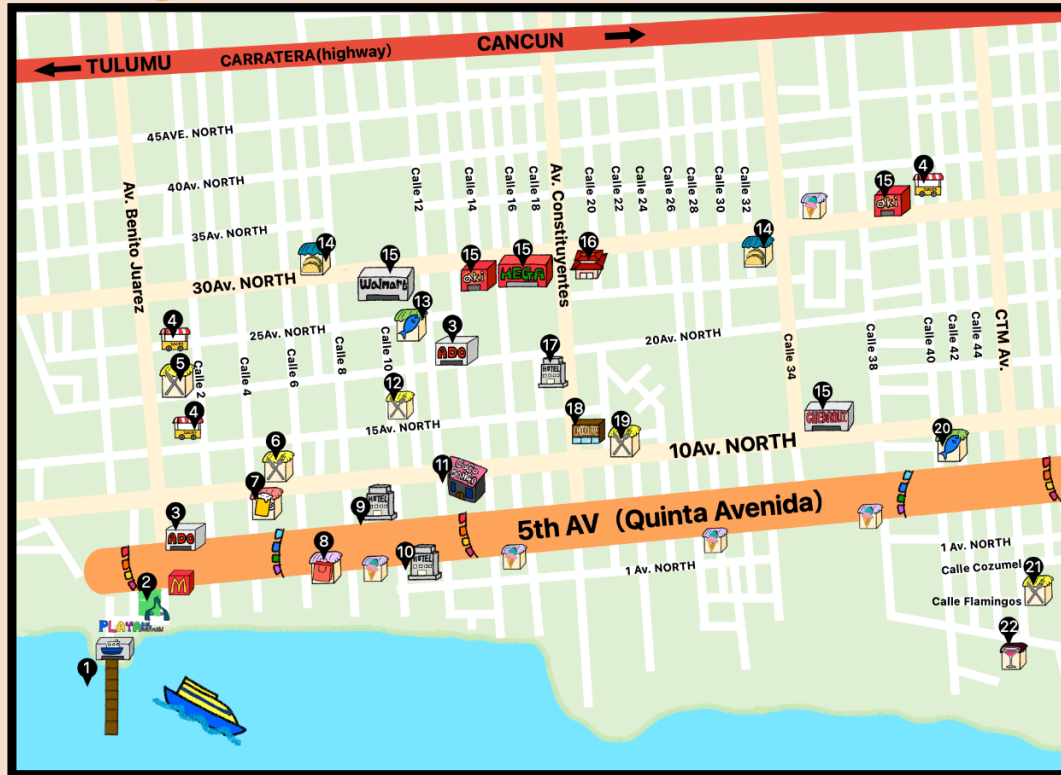 TULUMU
CARRATERA(highway)
CANCUN
45AVE. NORTH
40Av. NORTH
35Av. NORTH
30Av. NORTH
25Av. NORTH
20Av. NORTH
15Av. NORTH
10Av. NORTH
5th AV（Quinta Avenida）
1 Av. NORTH
1 Av. NORTH
Calle Cozumel
Calle Flamingos
Av. Benito Juarez
Calle 2
Calle 4
Calle 6
Calle 8
Calle 10
Calle 12
Calle 14
Calle 16
Calle 18
Av. Constituyentes
Calle 20
Calle 22
Calle 24
Calle 26
Calle 28
Calle 30
Calle 32
Calle 34
Calle 38
Calle 40
Calle 42
Calle 44
CTM Av.
4
15
aki
14
14
15
Walmart
15
aki
15
MEGA
16
13
3
ADO
4
5
4
12
17
HOTEL
18
CHOCOLATE
19
15
20
6
7
11
COCO
BONGO
9
HOTEL
3
ADO
8
10
HOTEL
M
2
PLAYA
1
21
22